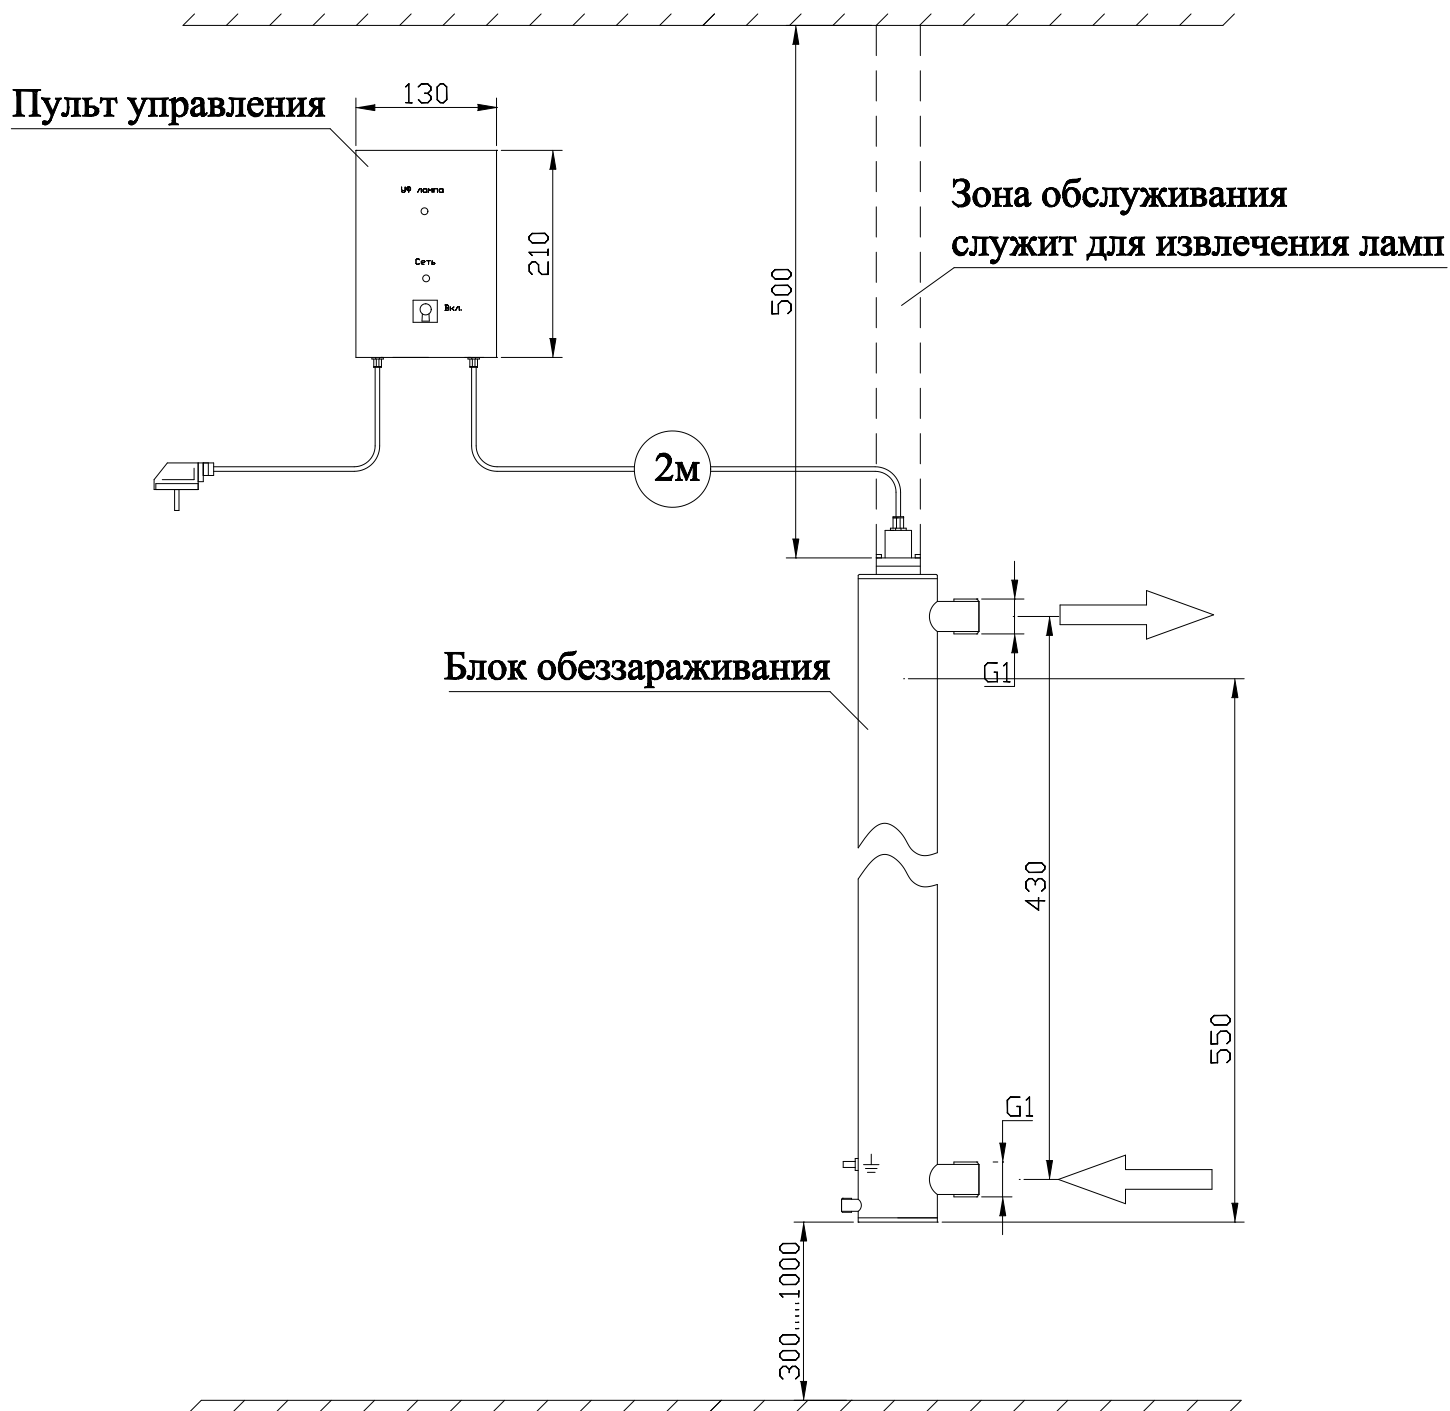 130
Пульт управления
УФ лампа
Зона обслуживания
служит для извлечения ламп
210
Сеть
500
Вкл.
2м
Блок обеззараживания
G1
430
550
G1
300.....1000